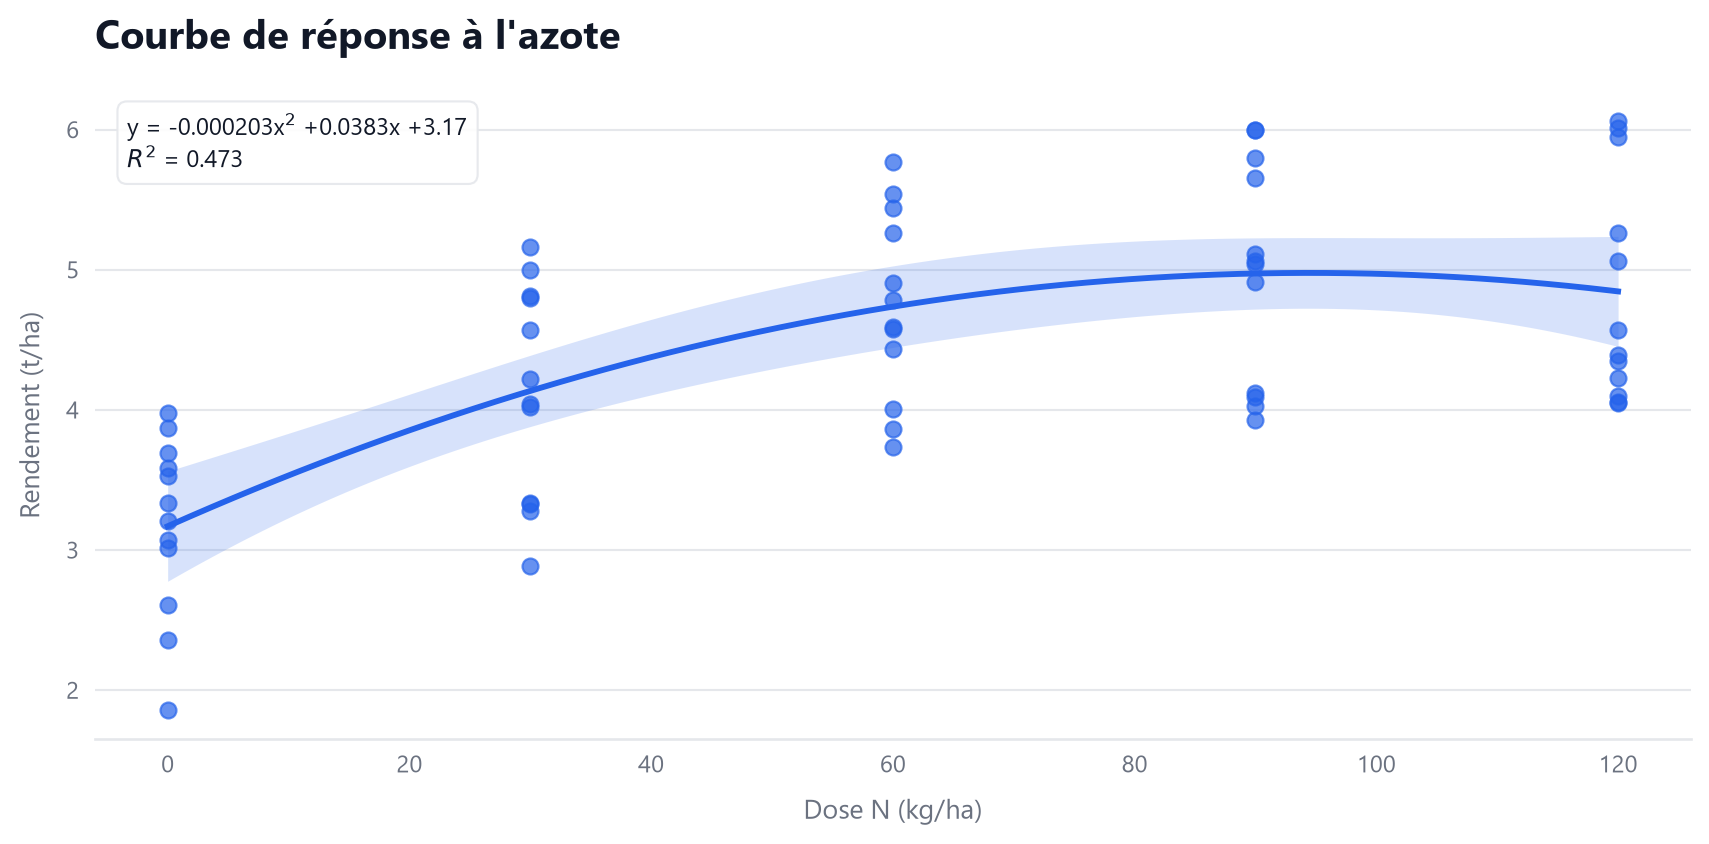 Courbe de réponse à l'azote
y = -0.000203x² +0.0383x +3.17
R² = 0.473
6
5
4
3
2
Rendement (t/ha)
0 20 40 60 80 100 120
Dose N (kg/ha)